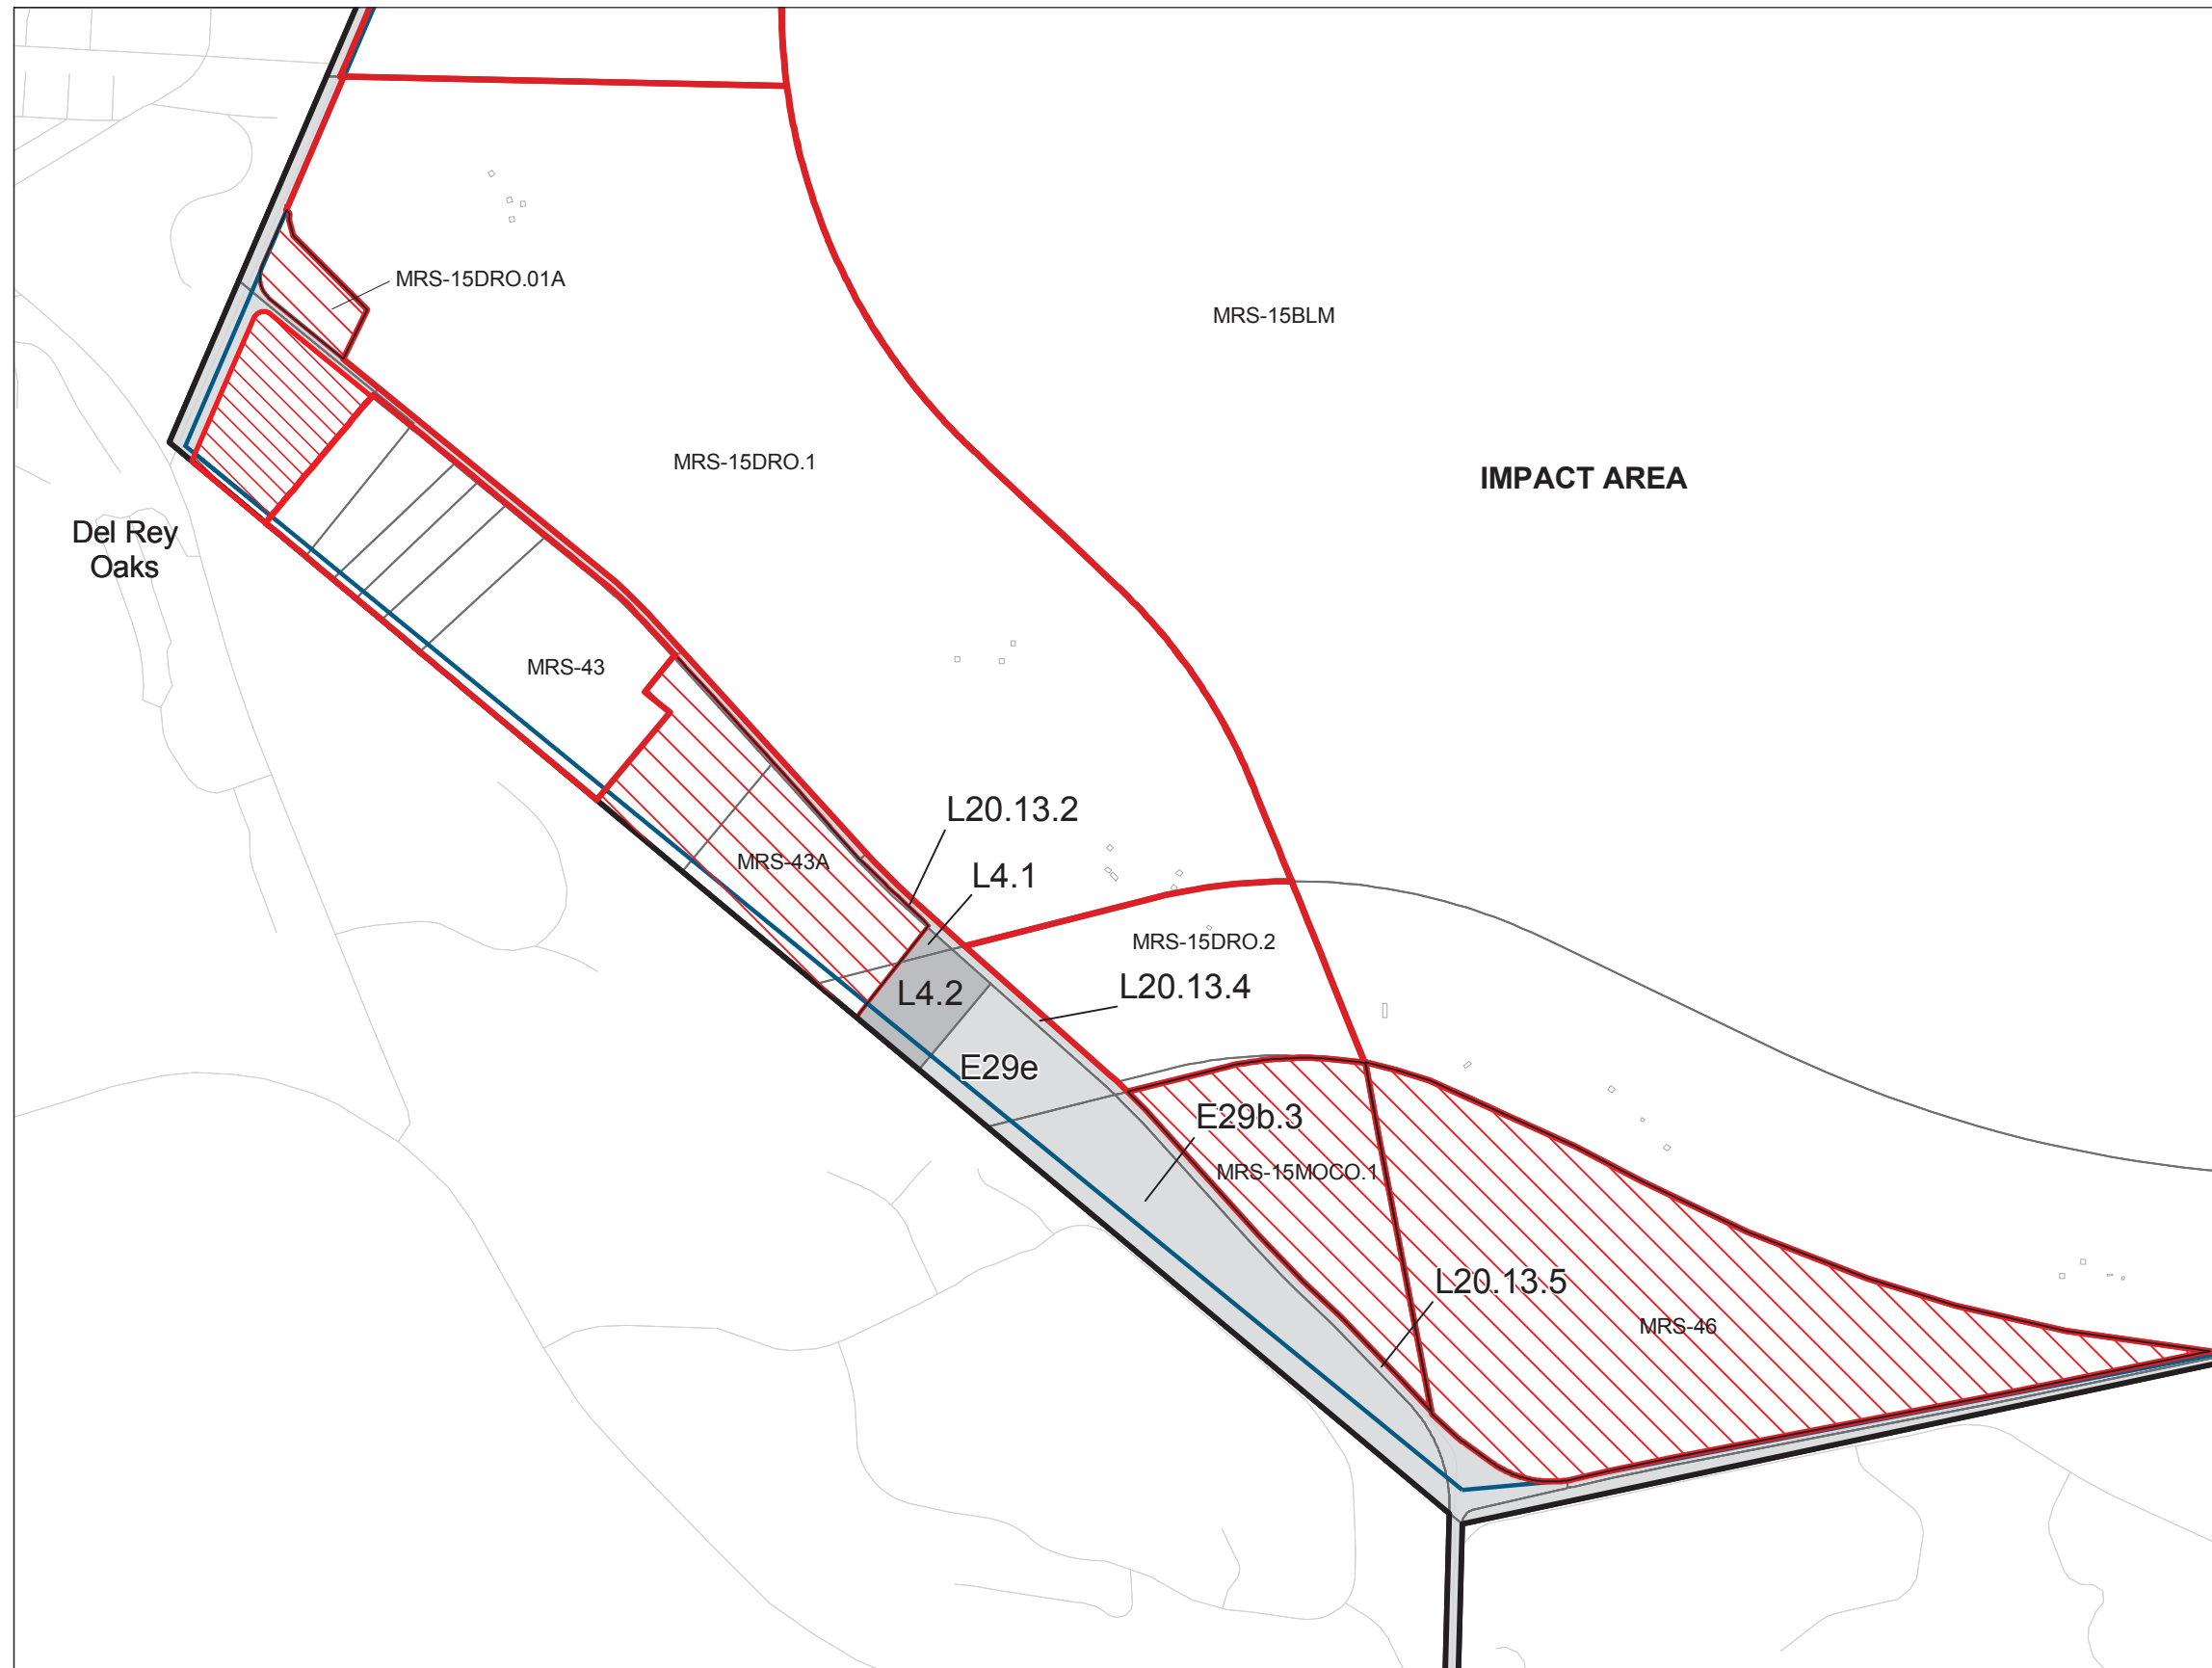 MRS-15DRO.01A
MRS-15BLM
MRS-15DRO.1
IMPACT AREA
Del Rey
Oaks
MRS-43
L20.13.2
MRS-43A
L4.1
MRS-15DRO.2
L20.13.4
L4.2
E29e
E29b.3
MRS-15MOCO.1
L20.13.5
MRS-46